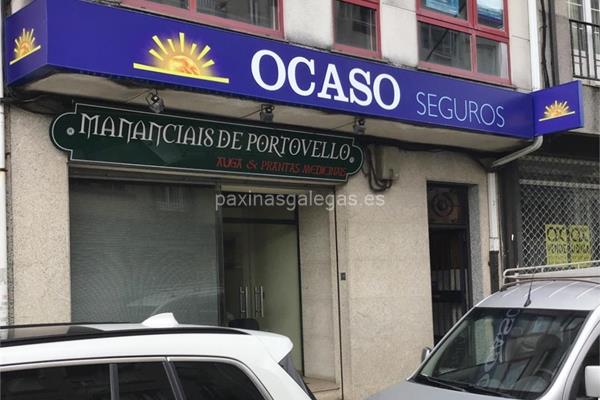 OCASO SEGUROS
MANANCIAIS DE PORTOVELLO
AUGA & PRANTAS MEDICINAIS
paxinasgalegas.es